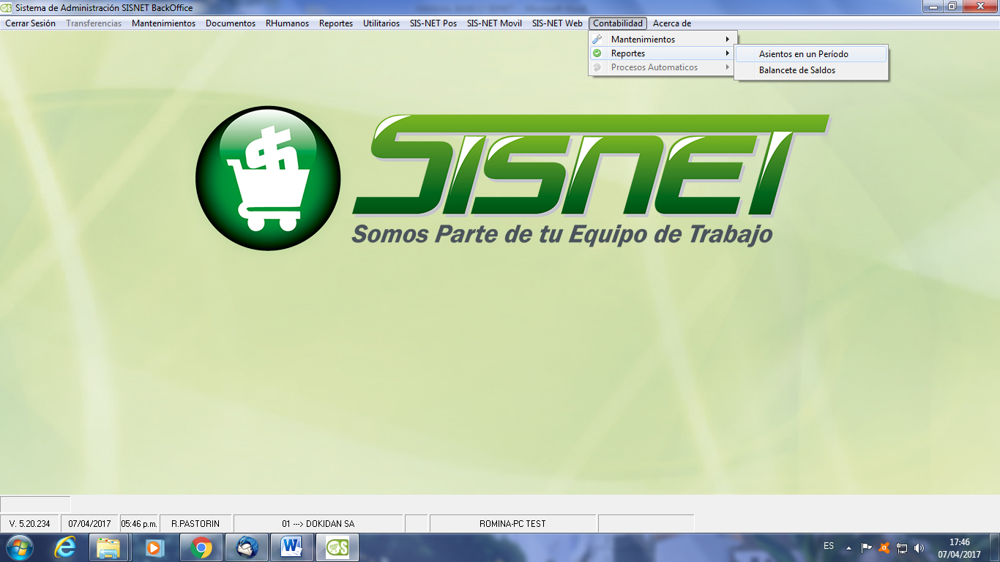 Sistema de Administración SISNET BackOffice
Cerrar Sesión Transferencias Mantenimientos Documentos RHumanos Reportes Utilitarios SIS-NET Pos SIS-NET Movil SIS-NET Web Contabilidad Acerca de
Mantenimientos
Reportes
Procesos Automaticos
Asientos en un Período
Balancete de Saldos
SISNET
Somos Parte de tu Equipo de Trabajo
V. 5.20.234 07/04/2017 05:46 p.m. R.PASTORIN 01 ---> DOKIDAN SA ROMINA-PC TEST
ES 17:46
07/04/2017